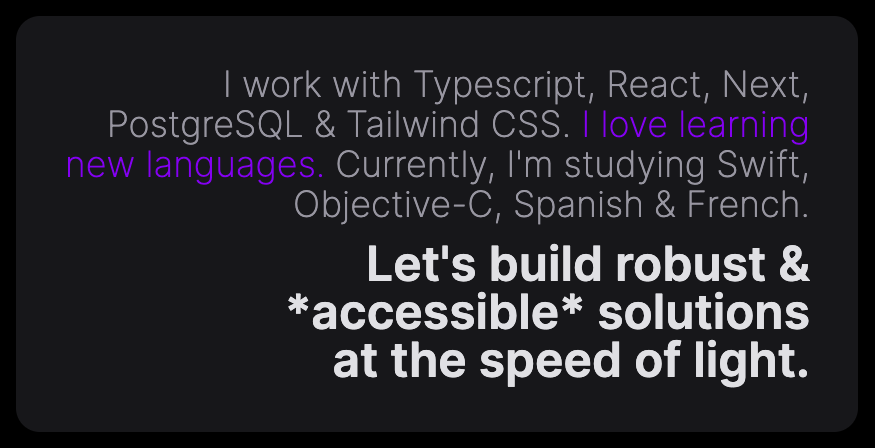 I work with Typescript, React, Next,
PostgreSQL & Tailwind CSS. I love learning
new languages. Currently, I'm studying Swift,
Objective-C, Spanish & French.
Let's build robust &
*accessible* solutions
at the speed of light.